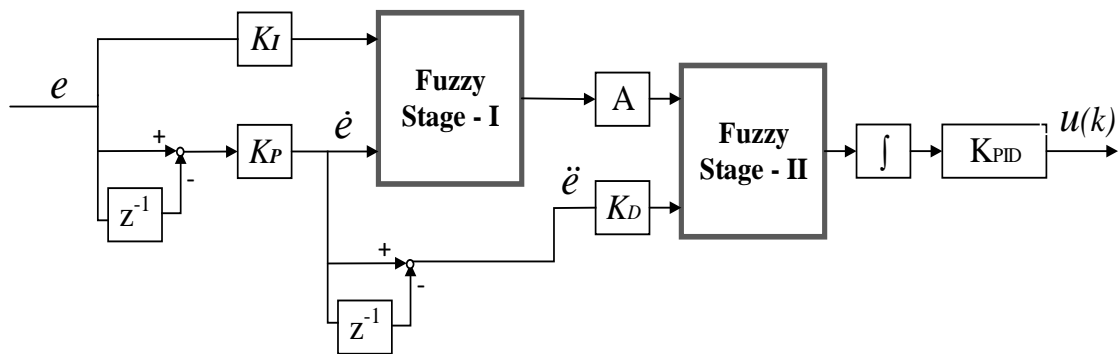 e
K_I
+
-
z⁻¹
K_P
ė
Fuzzy
Stage - I
+
-
z⁻¹
A
ë
K_D
Fuzzy
Stage - II
∫
K_PID
u(k)